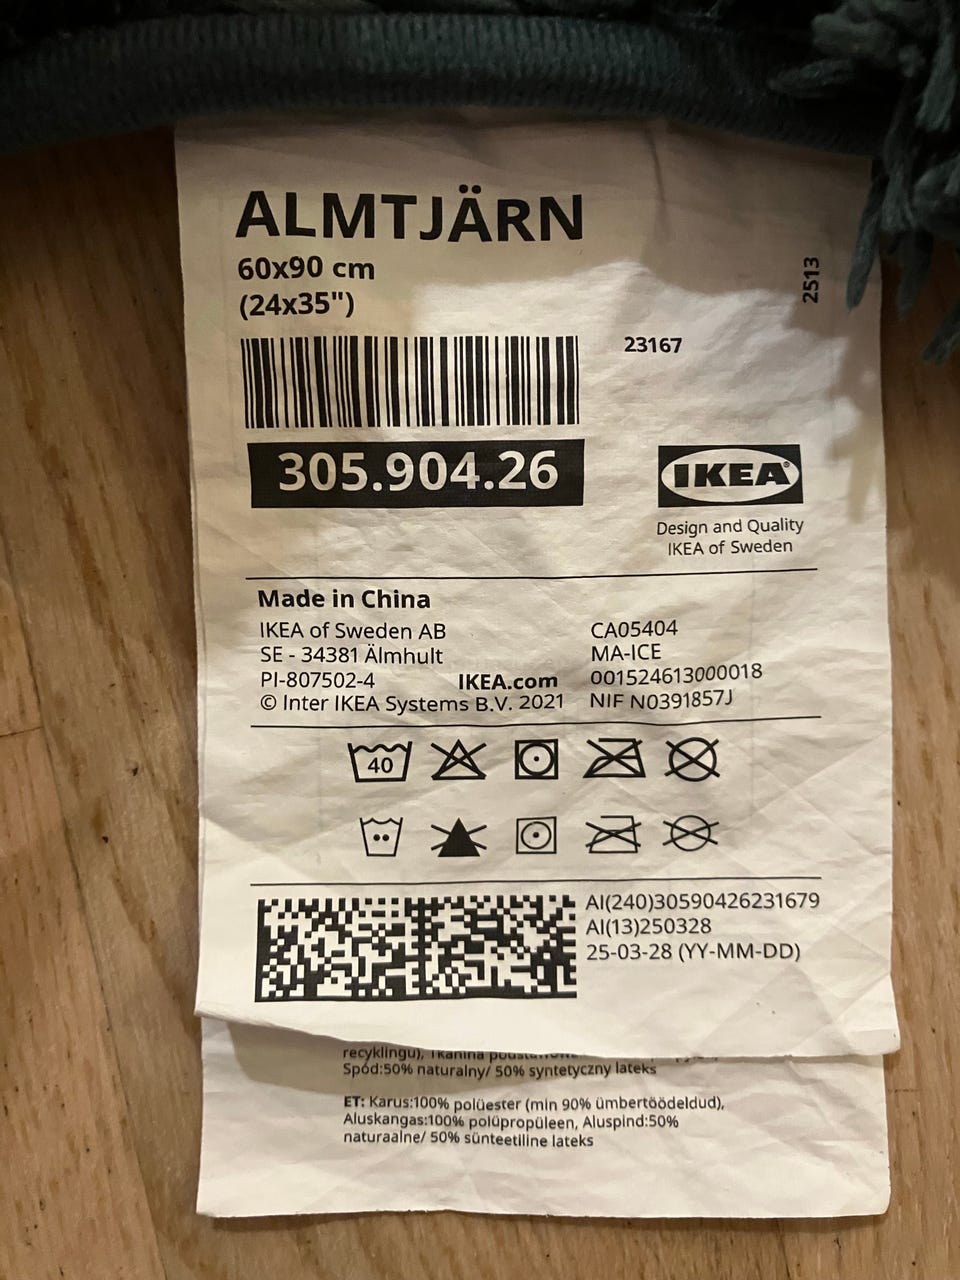 ALMTJÄRN
60x90 cm
(24x35")
2513
23167
305.904.26
IKEA®
Design and Quality
IKEA of Sweden
Made in China
IKEA of Sweden AB
SE - 34381 Älmhult
PI-807502-4 IKEA.com
© Inter IKEA Systems B.V. 2021
CA05404
MA-ICE
001524613000018
NIF N0391857J
40
AI(240)30590426231679
AI(13)250328
25-03-28 (YY-MM-DD)
recyklingu), Tkanina
Spód:50% naturalny/ 50% syntetyczny lateks
ET: Karus:100% polüester (min 90% ümbertöödeldud),
Aluskangas:100% polüpropüleen, Aluspind:50%
naturaalne/ 50% sünteetiline lateks